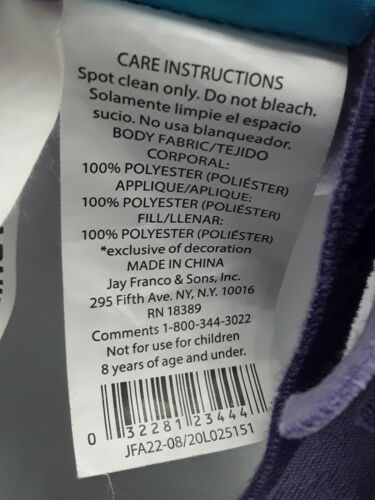 CARE INSTRUCTIONS
Spot clean only. Do not bleach.
Solamente limpie el espacio
sucio. No usa blanqueador.
BODY FABRIC/TEJIDO
CORPORAL:
100% POLYESTER (POLIÉSTER)
APPLIQUE/APLIQUE:
100% POLYESTER (POLIÉSTER)
FILL/LLENAR:
100% POLYESTER (POLIÉSTER)
*exclusive of decoration
MADE IN CHINA
Jay Franco & Sons, Inc.
295 Fifth Ave. NY, N.Y. 10016
RN 18389
Comments 1-800-344-3022
Not for use for children
8 years of age and under.
0 32281 23444
JFA22-08/20L025151